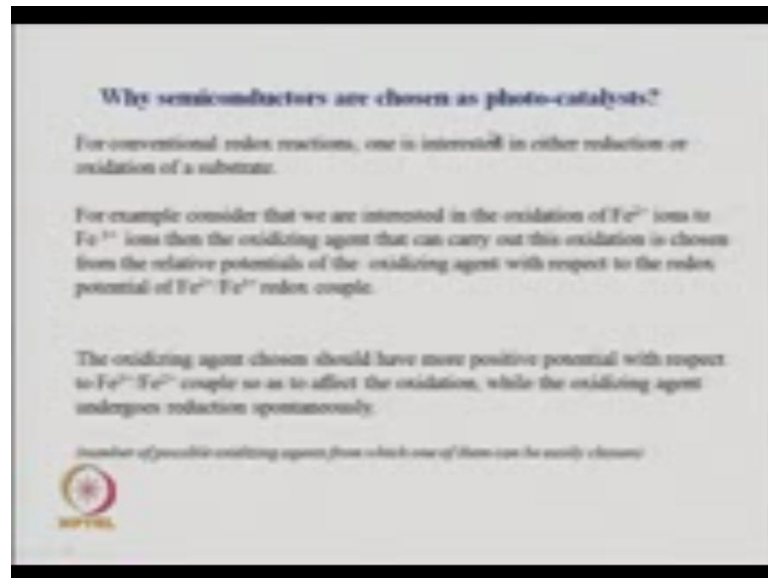 Why semiconductors are chosen as photo-catalysts?
For conventional redox reactions, one is interested in either reduction or
oxidation of a substrate.
For example consider that we are interested in the oxidation of Fe²⁺ ions to
Fe³⁺ ions then the oxidizing agent that can carry out this oxidation is chosen
from the relative potentials of the oxidizing agent with respect to the redox
potential of Fe²⁺/Fe³⁺ redox couple.
The oxidizing agent chosen should have more positive potential with respect
to Fe³⁺/Fe²⁺ couple so as to affect the oxidation, while the oxidizing agent
undergoes reduction spontaneously.
(number of possible oxidizing agents from which one of them can be easily chosen)
NPTEL